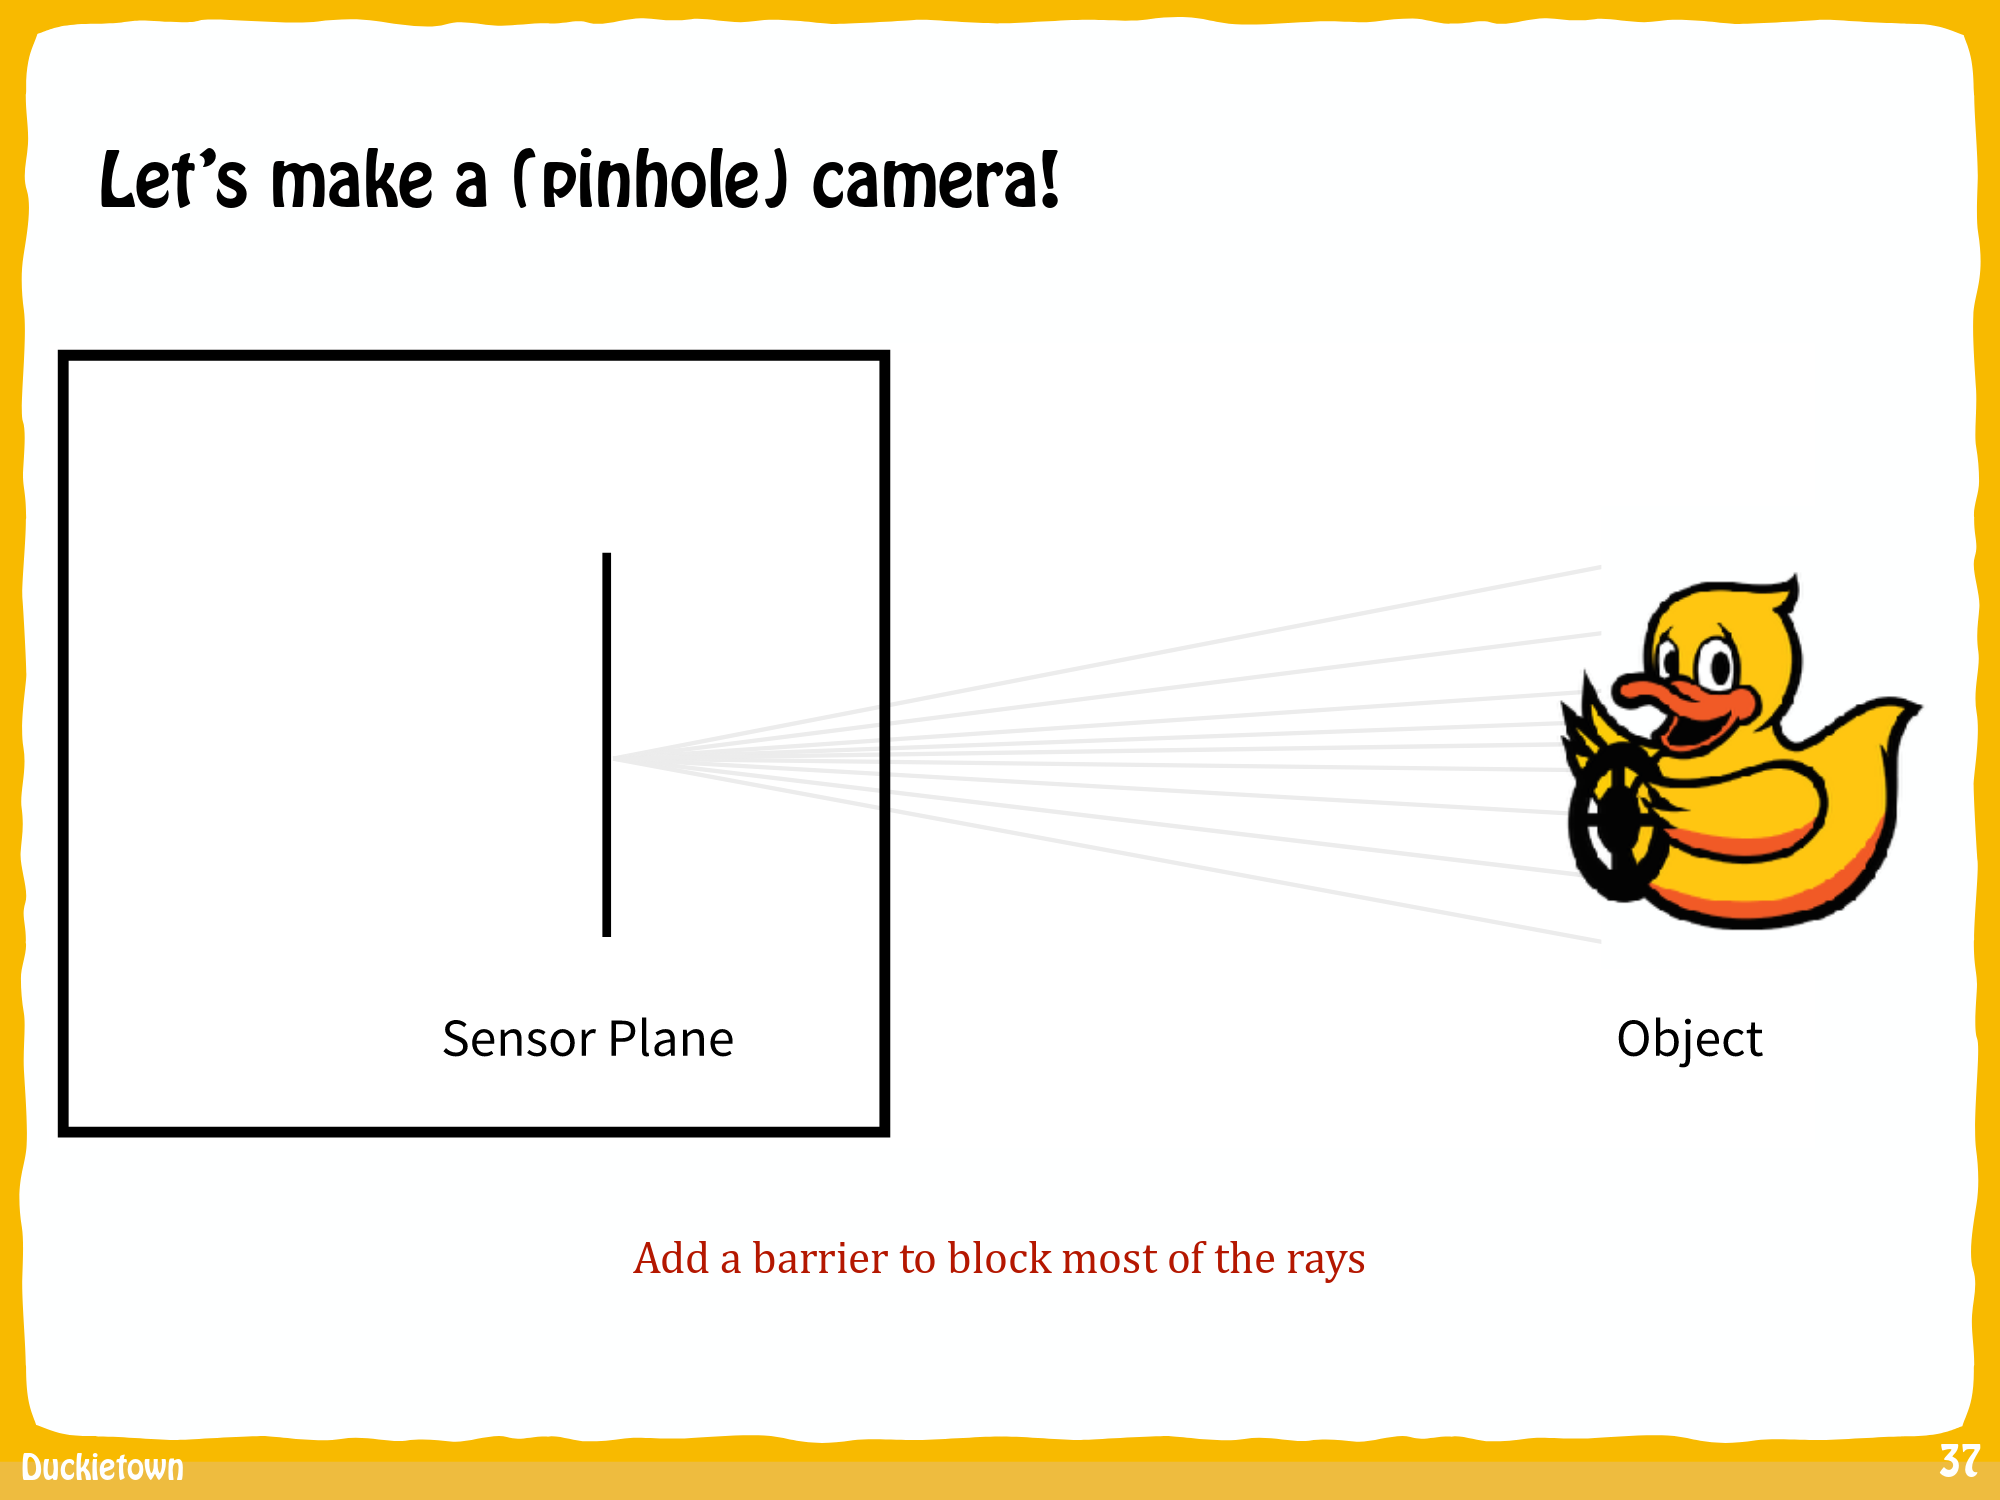 Let's make a (pinhole) camera!
Sensor Plane
Object
Add a barrier to block most of the rays
Duckietown
37